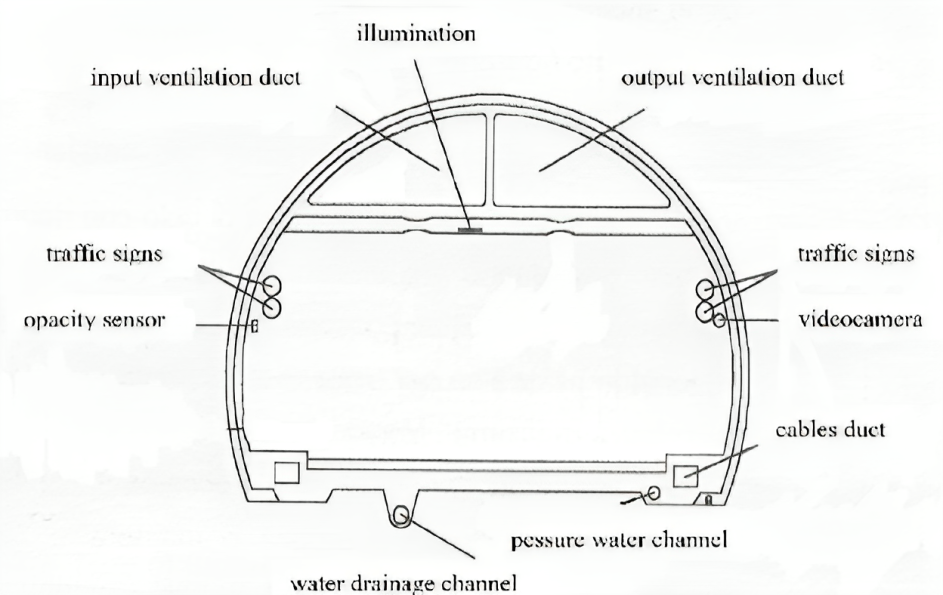 illumination
input ventilation duct
output ventilation duct
traffic signs
traffic signs
opacity sensor
videocamera
cables duct
pessure water channel
water drainage channel